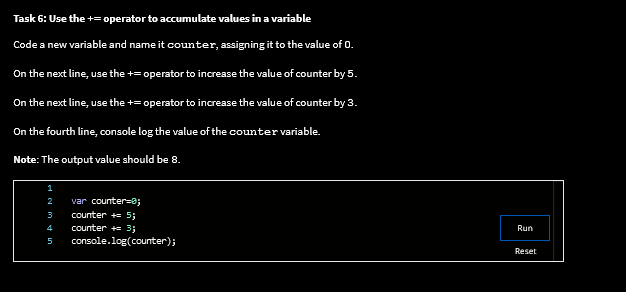 Task 6: Use the += operator to accumulate values in a variable
Code a new variable and name it counter, assigning it to the value of 0.
On the next line, use the += operator to increase the value of counter by 5.
On the next line, use the += operator to increase the value of counter by 3.
On the fourth line, console log the value of the counter variable.
Note: The output value should be 8.
1
2 var counter=0;
3 counter += 5;
4 counter += 3;
5 console.log(counter);
Run
Reset